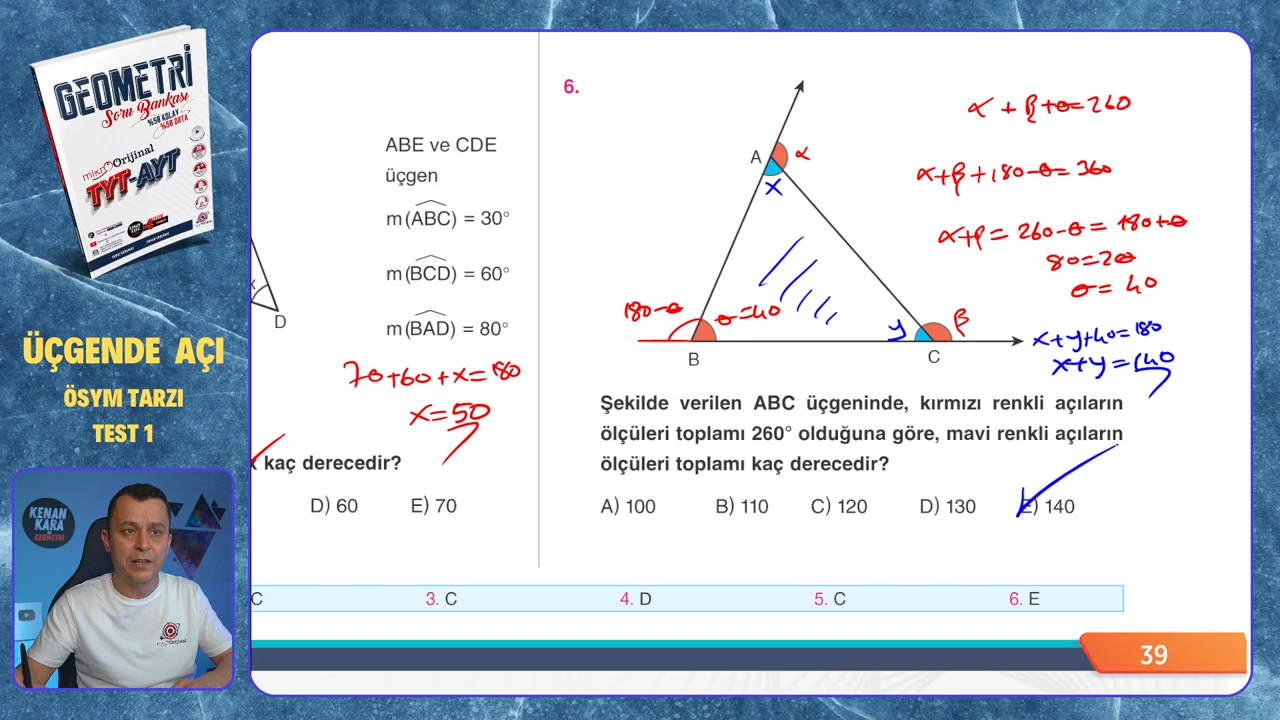 GEOMETRİ
Soru Bankası
%50 KOLAY
%50 ORTA
mikro Orijinal
TYT-AYT
ÜÇGENDE AÇI
ÖSYM TARZI
TEST 1
KENAN
KARA
ile
GEOMETRİ
Orijinal
ABE ve CDE
üçgen
m(ABC) = 30°
m(BCD) = 60°
m(BAD) = 80°
x
D
70+60+x=180
x=50
x kaç derecedir?
D) 60 E) 70
6.
A α
x
180-θ θ=40
y β
B C
α + β + θ = 260
α+β+180-θ=360
α+β = 260-θ = 180+θ
80=2θ
θ = 40
x+y+40=180
x+y=140
Şekilde verilen ABC üçgeninde, kırmızı renkli açıların
ölçüleri toplamı 260° olduğuna göre, mavi renkli açıların
ölçüleri toplamı kaç derecedir?
A) 100 B) 110 C) 120 D) 130 E) 140
C 3. C 4. D 5. C 6. E
39